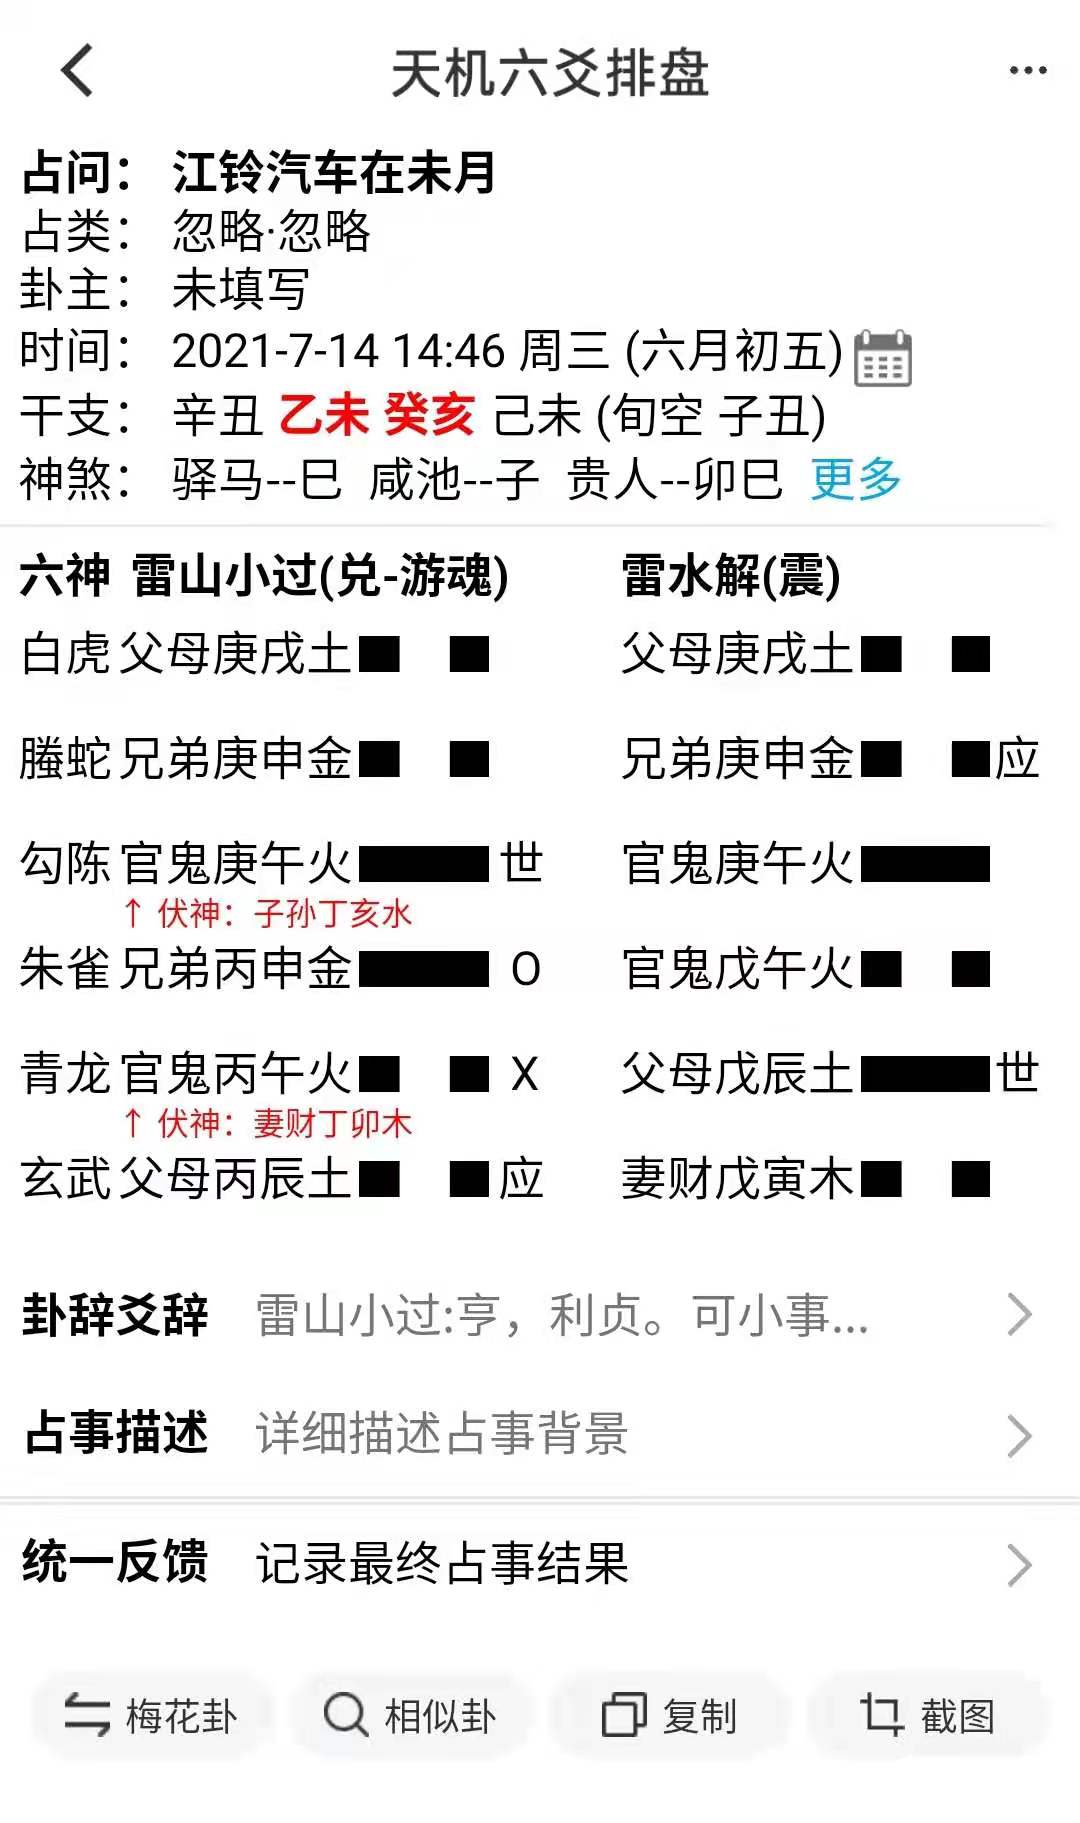 天机六爻排盘
占问： 江铃汽车在未月
占类： 忽略·忽略
卦主： 未填写
时间： 2021-7-14 14:46 周三 (六月初五)
干支： 辛丑 乙未 癸亥 己未 (旬空 子丑)
神煞： 驿马--巳 咸池--子 贵人--卯巳 更多
六神 雷山小过(兑-游魂) 雷水解(震)
白虎 父母庚戌土 父母庚戌土
螣蛇 兄弟庚申金 兄弟庚申金 应
勾陈 官鬼庚午火 世 官鬼庚午火
↑ 伏神：子孙丁亥水
朱雀 兄弟丙申金 O 官鬼戊午火
青龙 官鬼丙午火 X 父母戊辰土 世
↑ 伏神：妻财丁卯木
玄武 父母丙辰土 应 妻财戊寅木
卦辞爻辞 雷山小过:亨，利贞。可小事...
占事描述 详细描述占事背景
统一反馈 记录最终占事结果
梅花卦 相似卦 复制 截图